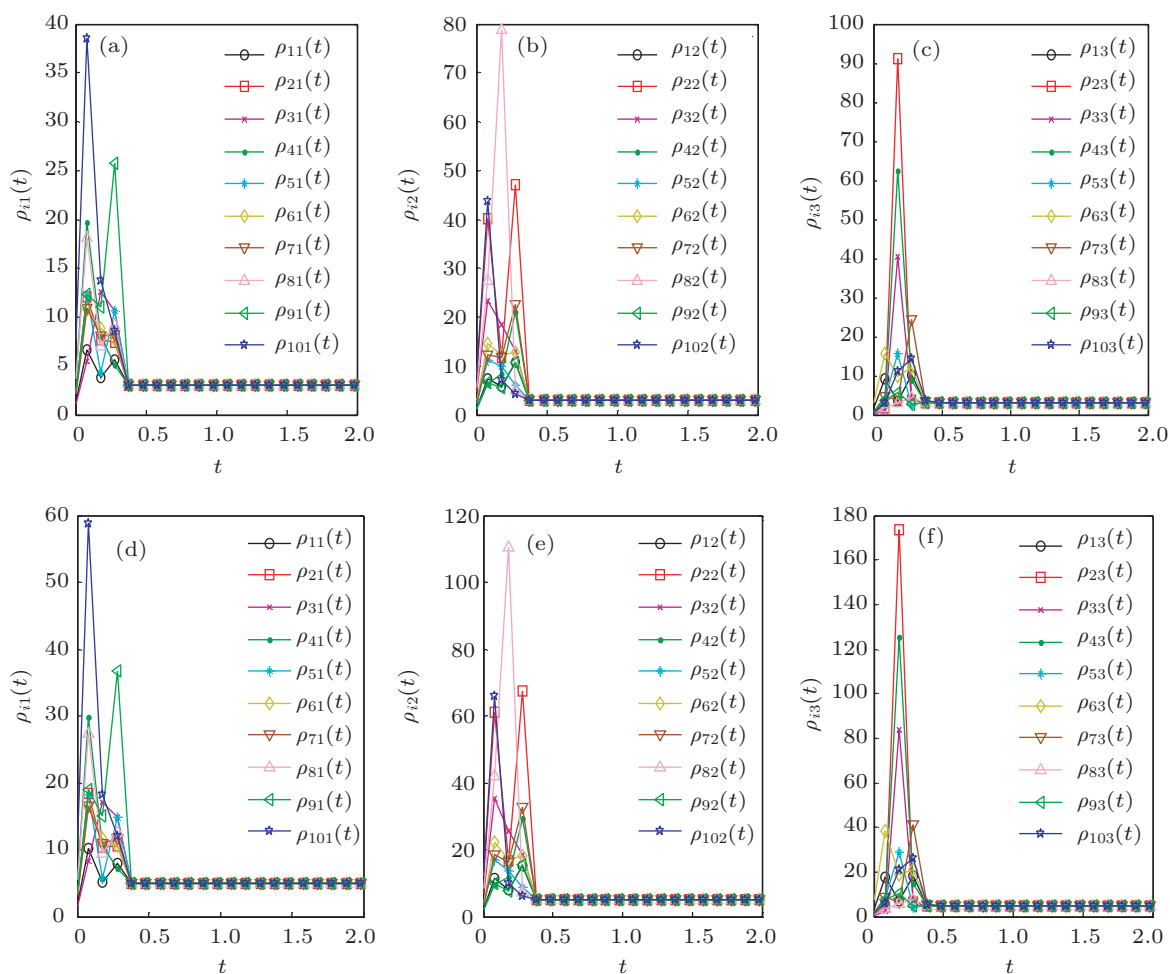 (a)
ρ11(t)
ρ21(t)
ρ31(t)
ρ41(t)
ρ51(t)
ρ61(t)
ρ71(t)
ρ81(t)
ρ91(t)
ρ101(t)
40
35
30
25
20
15
10
5
0
ρi1(t)
0 0.5 1.0 1.5 2.0
t
(b)
ρ12(t)
ρ22(t)
ρ32(t)
ρ42(t)
ρ52(t)
ρ62(t)
ρ72(t)
ρ82(t)
ρ92(t)
ρ102(t)
80
70
60
50
40
30
20
10
0
ρi2(t)
0 0.5 1.0 1.5 2.0
t
(c)
ρ13(t)
ρ23(t)
ρ33(t)
ρ43(t)
ρ53(t)
ρ63(t)
ρ73(t)
ρ83(t)
ρ93(t)
ρ103(t)
100
90
80
70
60
50
40
30
20
10
0
ρi3(t)
0 0.5 1.0 1.5 2.0
t
(d)
ρ11(t)
ρ21(t)
ρ31(t)
ρ41(t)
ρ51(t)
ρ61(t)
ρ71(t)
ρ81(t)
ρ91(t)
ρ101(t)
60
50
40
30
20
10
0
ρi1(t)
0 0.5 1.0 1.5 2.0
t
(e)
ρ12(t)
ρ22(t)
ρ32(t)
ρ42(t)
ρ52(t)
ρ62(t)
ρ72(t)
ρ82(t)
ρ92(t)
ρ102(t)
120
100
80
60
40
20
0
ρi2(t)
0 0.5 1.0 1.5 2.0
t
(f)
ρ13(t)
ρ23(t)
ρ33(t)
ρ43(t)
ρ53(t)
ρ63(t)
ρ73(t)
ρ83(t)
ρ93(t)
ρ103(t)
180
160
140
120
100
80
60
40
20
0
ρi3(t)
0 0.5 1.0 1.5 2.0
t